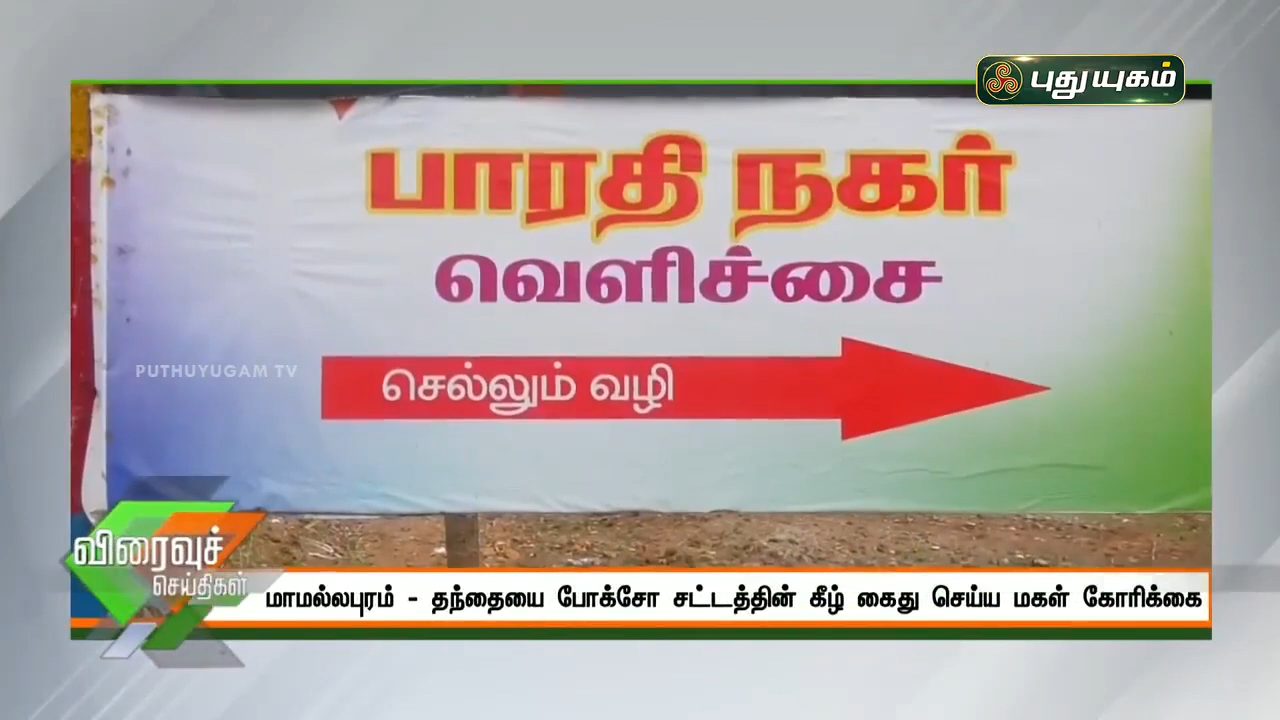 புதுயுகம்
பாரதி நகர்
வெளிச்சை
PUTHUYUGAM TV
செல்லும் வழி
விரைவுச்
செய்திகள்
மாமல்லபுரம் - தந்தையை போக்சோ சட்டத்தின் கீழ் கைது செய்ய மகள் கோரிக்கை